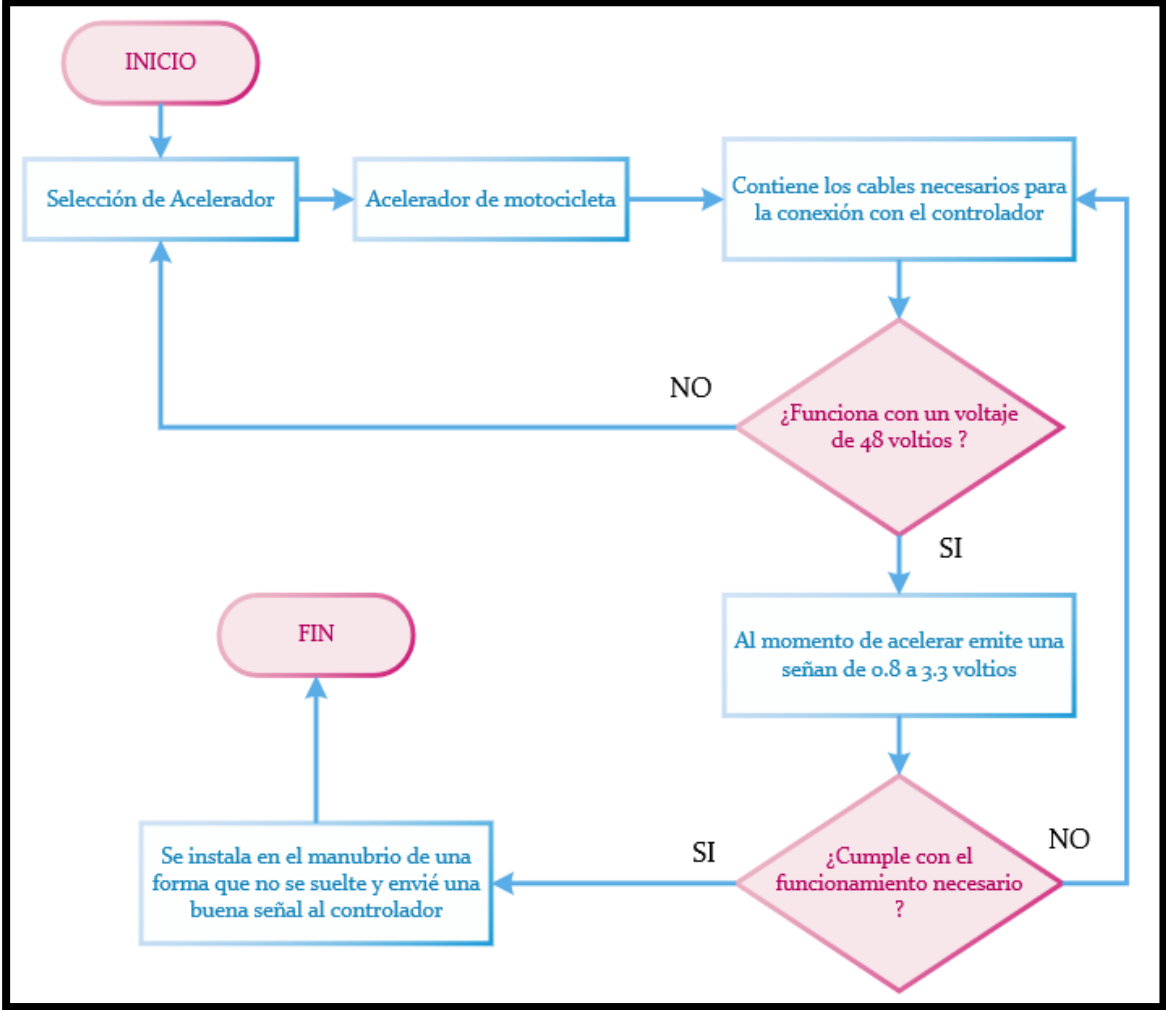 INICIO
Selección de Acelerador
Acelerador de motocicleta
Contiene los cables necesarios para
la conexión con el controlador
NO
¿Funciona con un voltaje
de 48 voltios ?
SI
Al momento de acelerar emite una
señan de 0.8 a 3.3 voltios
¿Cumple con el
funcionamiento necesario
?
NO
SI
Se instala en el manubrio de una
forma que no se suelte y envié una
buena señal al controlador
FIN